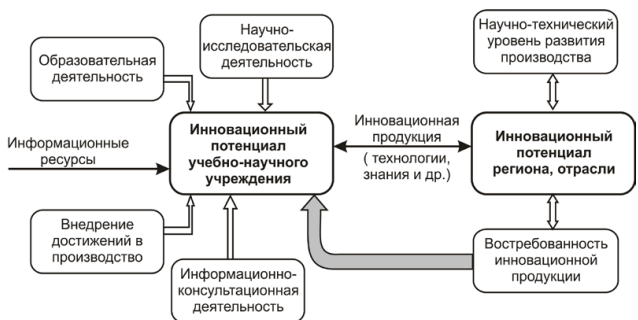 Образовательная
деятельность
Научно-
исследовательская
деятельность
Научно-технический
уровень развития
производства
Информационные
ресурсы
Инновационный
потенциал
учебно-научного
учреждения
Инновационная
продукция
( технологии,
знания и др.)
Инновационный
потенциал
региона, отрасли
Внедрение
достижений в
производство
Информационно-
консультационная
деятельность
Востребованность
инновационной
продукции